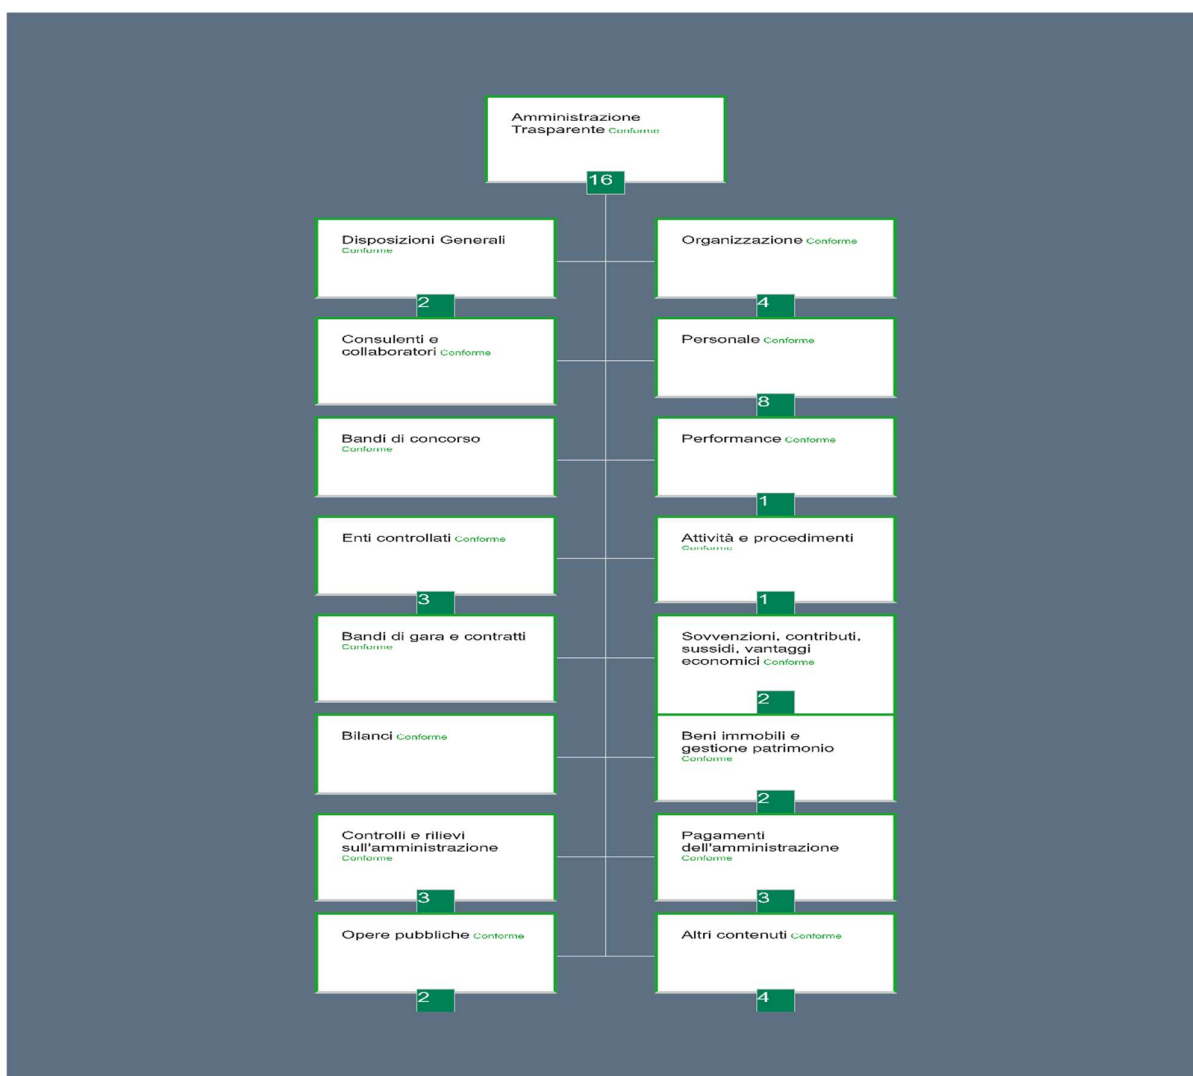 Amministrazione
Trasparente Conforme
16
Disposizioni Generali
Conforme
2
Organizzazione Conforme
4
Consulenti e
collaboratori Conforme
Personale Conforme
8
Bandi di concorso
Conforme
Performance Conforme
1
Enti controllati Conforme
3
Attività e procedimenti
Conforme
1
Bandi di gara e contratti
Conforme
Sovvenzioni, contributi,
sussidi, vantaggi
economici Conforme
2
Bilanci Conforme
Beni immobili e
gestione patrimonio
Conforme
2
Controlli e rilievi
sull'amministrazione
Conforme
3
Pagamenti
dell'amministrazione
Conforme
3
Opere pubbliche Conforme
2
Altri contenuti Conforme
4